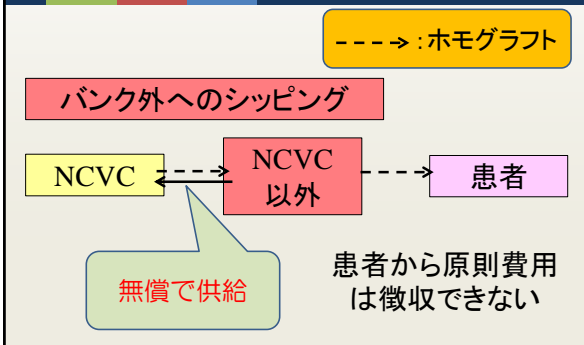 ：ホモグラフト
バンク外へのシッピング
NCVC
NCVC
以外
患者
無償で供給
患者から原則費用
は徴収できない